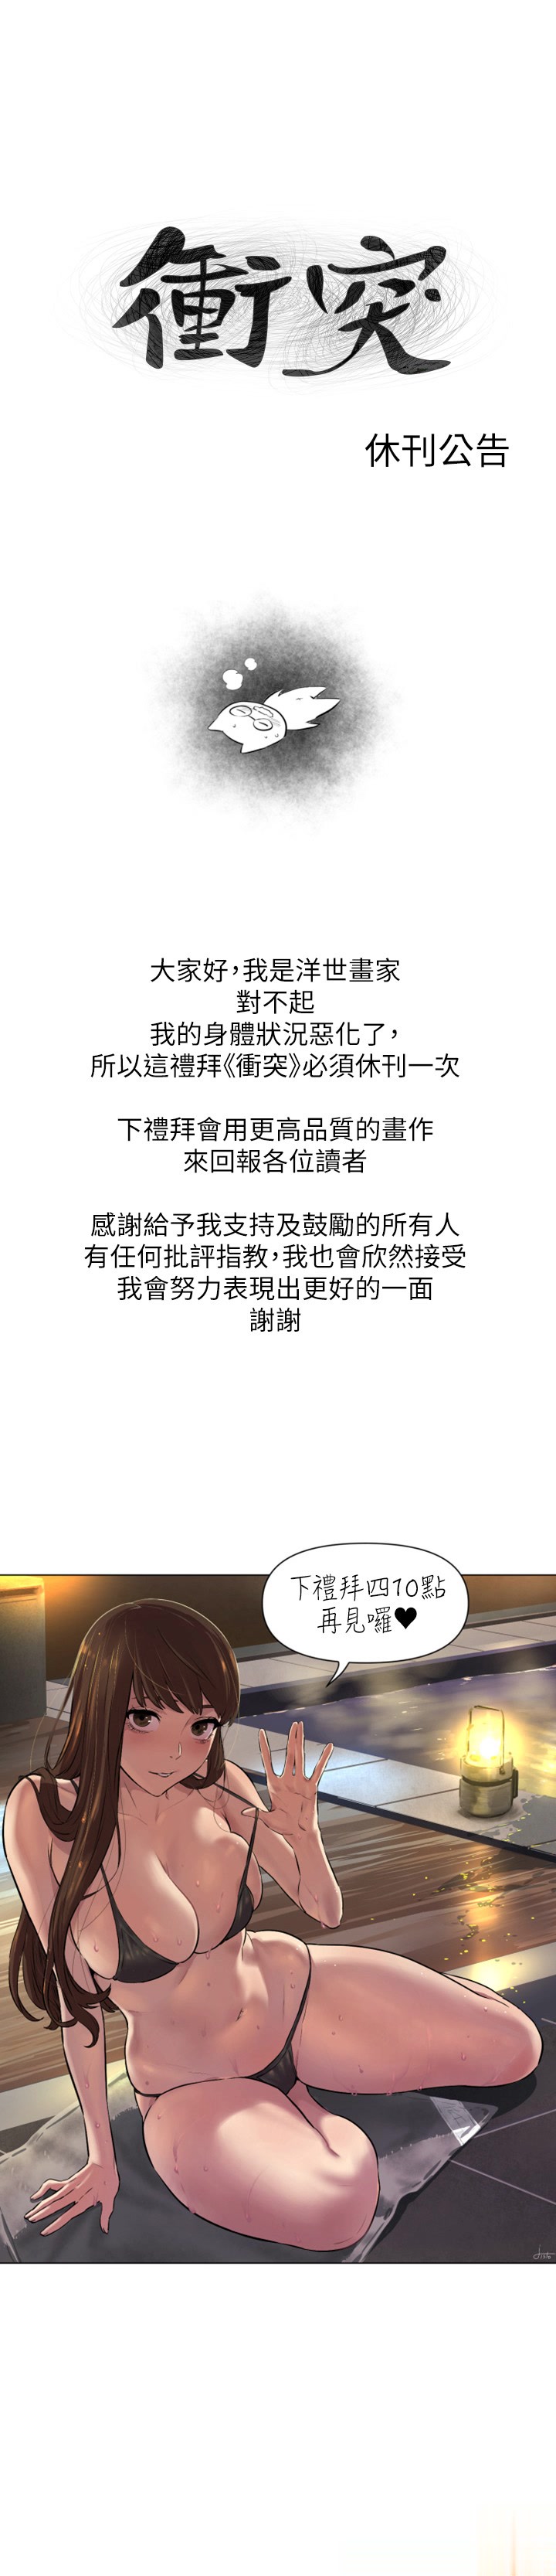 衝突
休刊公告
大家好，我是洋世畫家
對不起
我的身體狀況惡化了，
所以這禮拜《衝突》必須休刊一次
下禮拜會用更高品質的畫作
來回報各位讀者
感謝給予我支持及鼓勵的所有人
有任何批評指教，我也會欣然接受
我會努力表現出更好的一面
謝謝
下禮拜四10點
再見囉♥